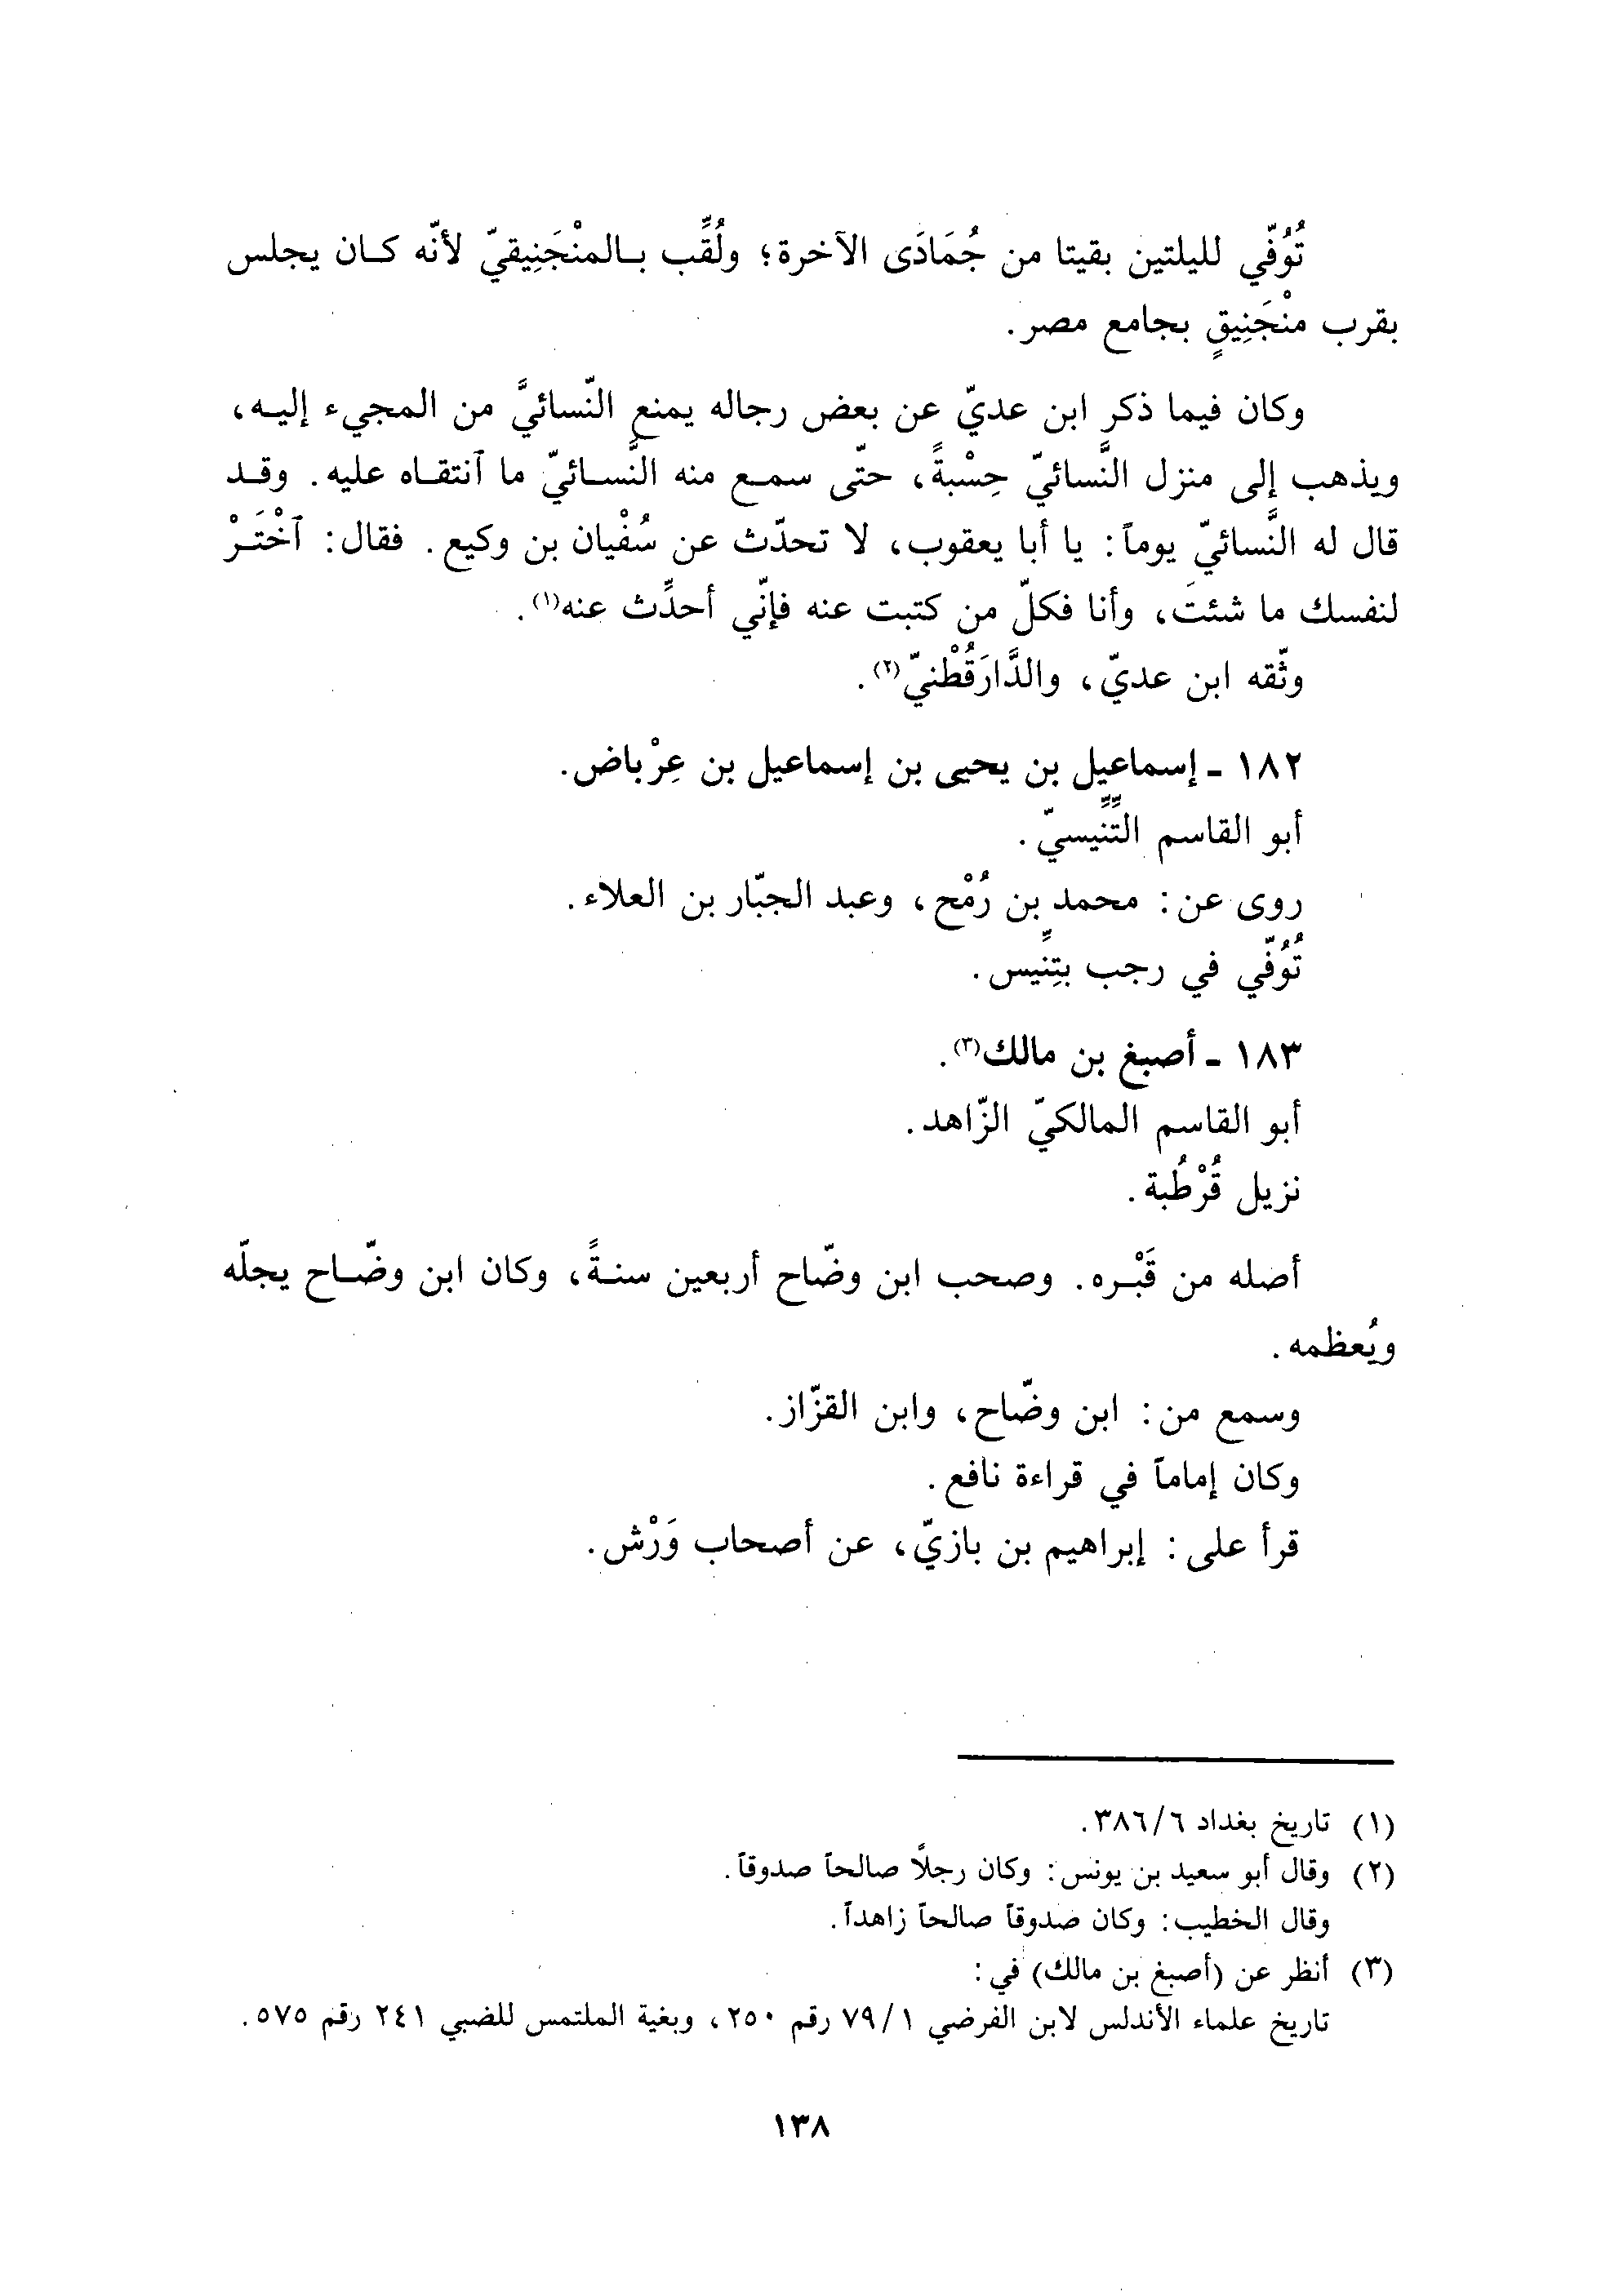 تُوُفّي لليلتين بقيتا من جُمَادَى الآخرة؛ ولُقِّب بالمنْجَنِيقيّ لأنّه كان يجلس
بقرب منْجَنِيقٍ بجامع مصر.
وكان فيما ذكر ابن عديّ عن بعض رجاله يمنع النّسائيَّ من المجيء إليه،
ويذهب إلى منزل النَّسائيّ حِسْبةً، حتّى سمع منه النَّسائيّ ما آنتقاه عليه. وقد
قال له النَّسائيّ يوماً: يا أبا يعقوب، لا تحدّث عن سُفْيان بن وكيع. فقال: آخْتَرْ
لنفسك ما شئتَ، وأنا فكلّ من كتبت عنه فإنّي أحدِّث عنه(١).
وثّقه ابن عديّ، والدَّارَقُطْنيّ(٢).
١٨٢ - إسماعيل بن يحيى بن إسماعيل بن عِرْباض.
أبو القاسم التِّنِّيسيّ.
روى عن: محمد بن رُمْح، وعبد الجبّار بن العلاء.
تُوُفّي في رجب بتِنِّيس.
١٨٣ - أصبغ بن مالك(٣).
أبو القاسم المالكيّ الزّاهد.
نزيل قُرْطُبة.
أصله من قَبْره. وصحب ابن وضّاح أربعين سنةً، وكان ابن وضّاح يجلّه
ويُعظمه.
وسمع من: ابن وضّاح، وابن القزّاز.
وكان إماماً في قراءة نافع.
قرأ على: إبراهيم بن بازيّ، عن أصحاب وَرْش.
(١) تاريخ بغداد ٣٨٦/٦.
(٢) وقال أبو سعيد بن يونس: وكان رجلًا صالحاً صدوقاً.
وقال الخطيب: وكان صدوقاً صالحاً زاهداً.
(٣) أنظر عن (أصبغ بن مالك) في:
تاريخ علماء الأندلس لابن الفرضي ٧٩/١ رقم ٢٥٠، وبغية الملتمس للضبي ٢٤١ رقم ٥٧٥.
١٣٨